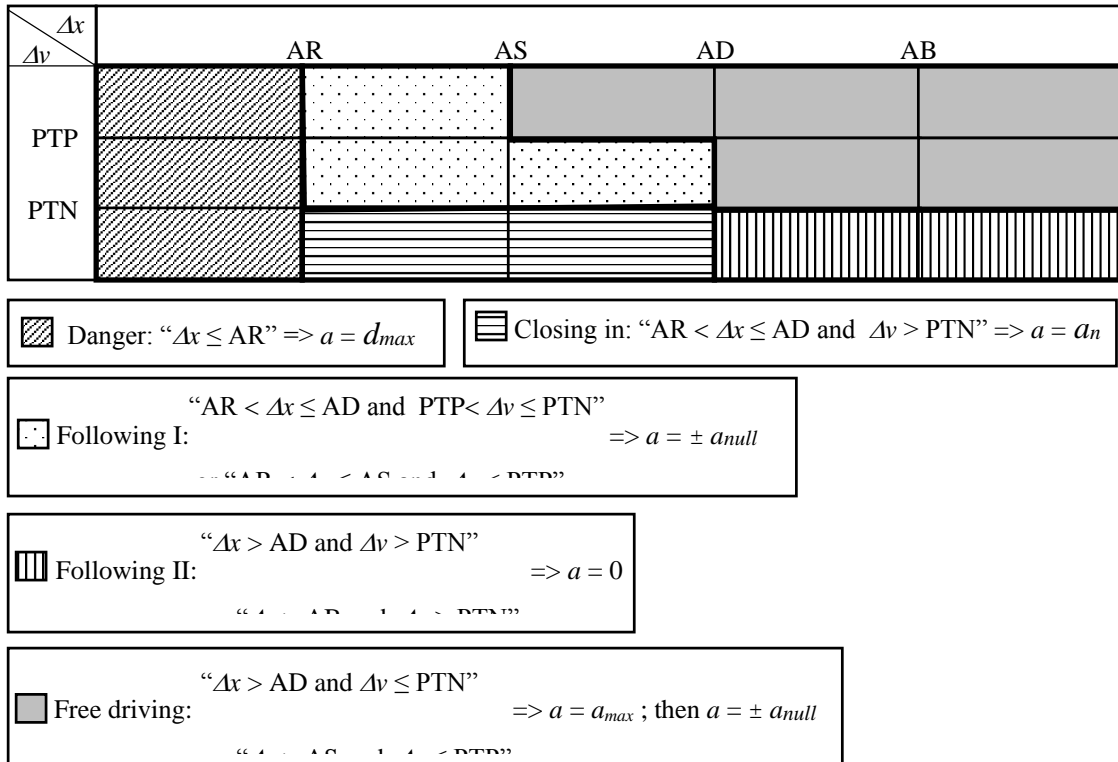 Δx
Δv
AR AS AD AB
PTP
PTN
Danger: “Δx ≤ AR” => a = dmax
Closing in: “AR < Δx ≤ AD and Δv > PTN” => a = an
“AR < Δx ≤ AD and PTP< Δv ≤ PTN”
Following I: => a = ± anull
“Δx > AD and Δv > PTN”
Following II: => a = 0
“Δx > AD and Δv ≤ PTN”
Free driving: => a = amax ; then a = ± anull